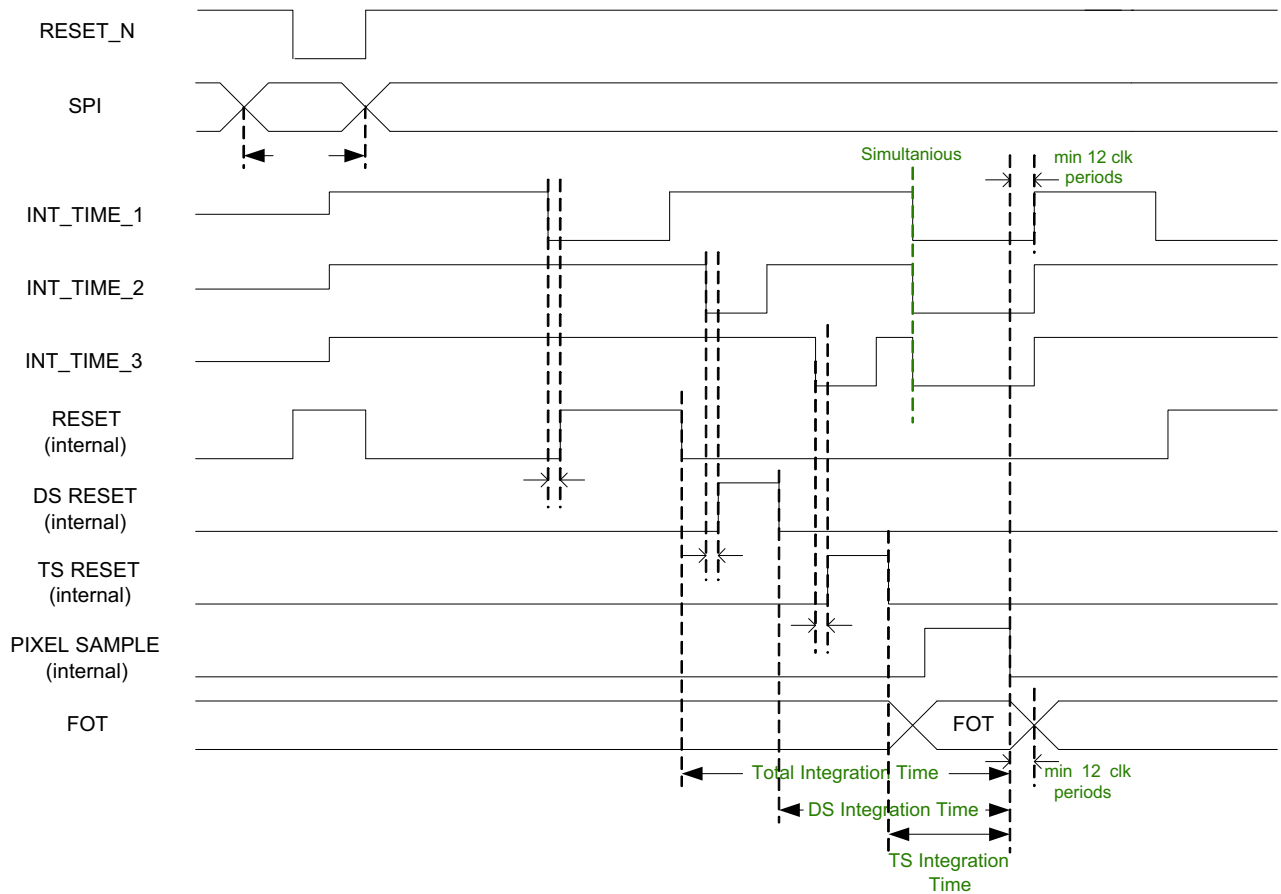 RESET_N
SPI
Simultanious
min 12 clk
periods
INT_TIME_1
INT_TIME_2
INT_TIME_3
RESET
(internal)
DS RESET
(internal)
TS RESET
(internal)
PIXEL SAMPLE
(internal)
FOT
FOT
Total Integration Time
min 12 clk
periods
DS Integration Time
TS Integration
Time